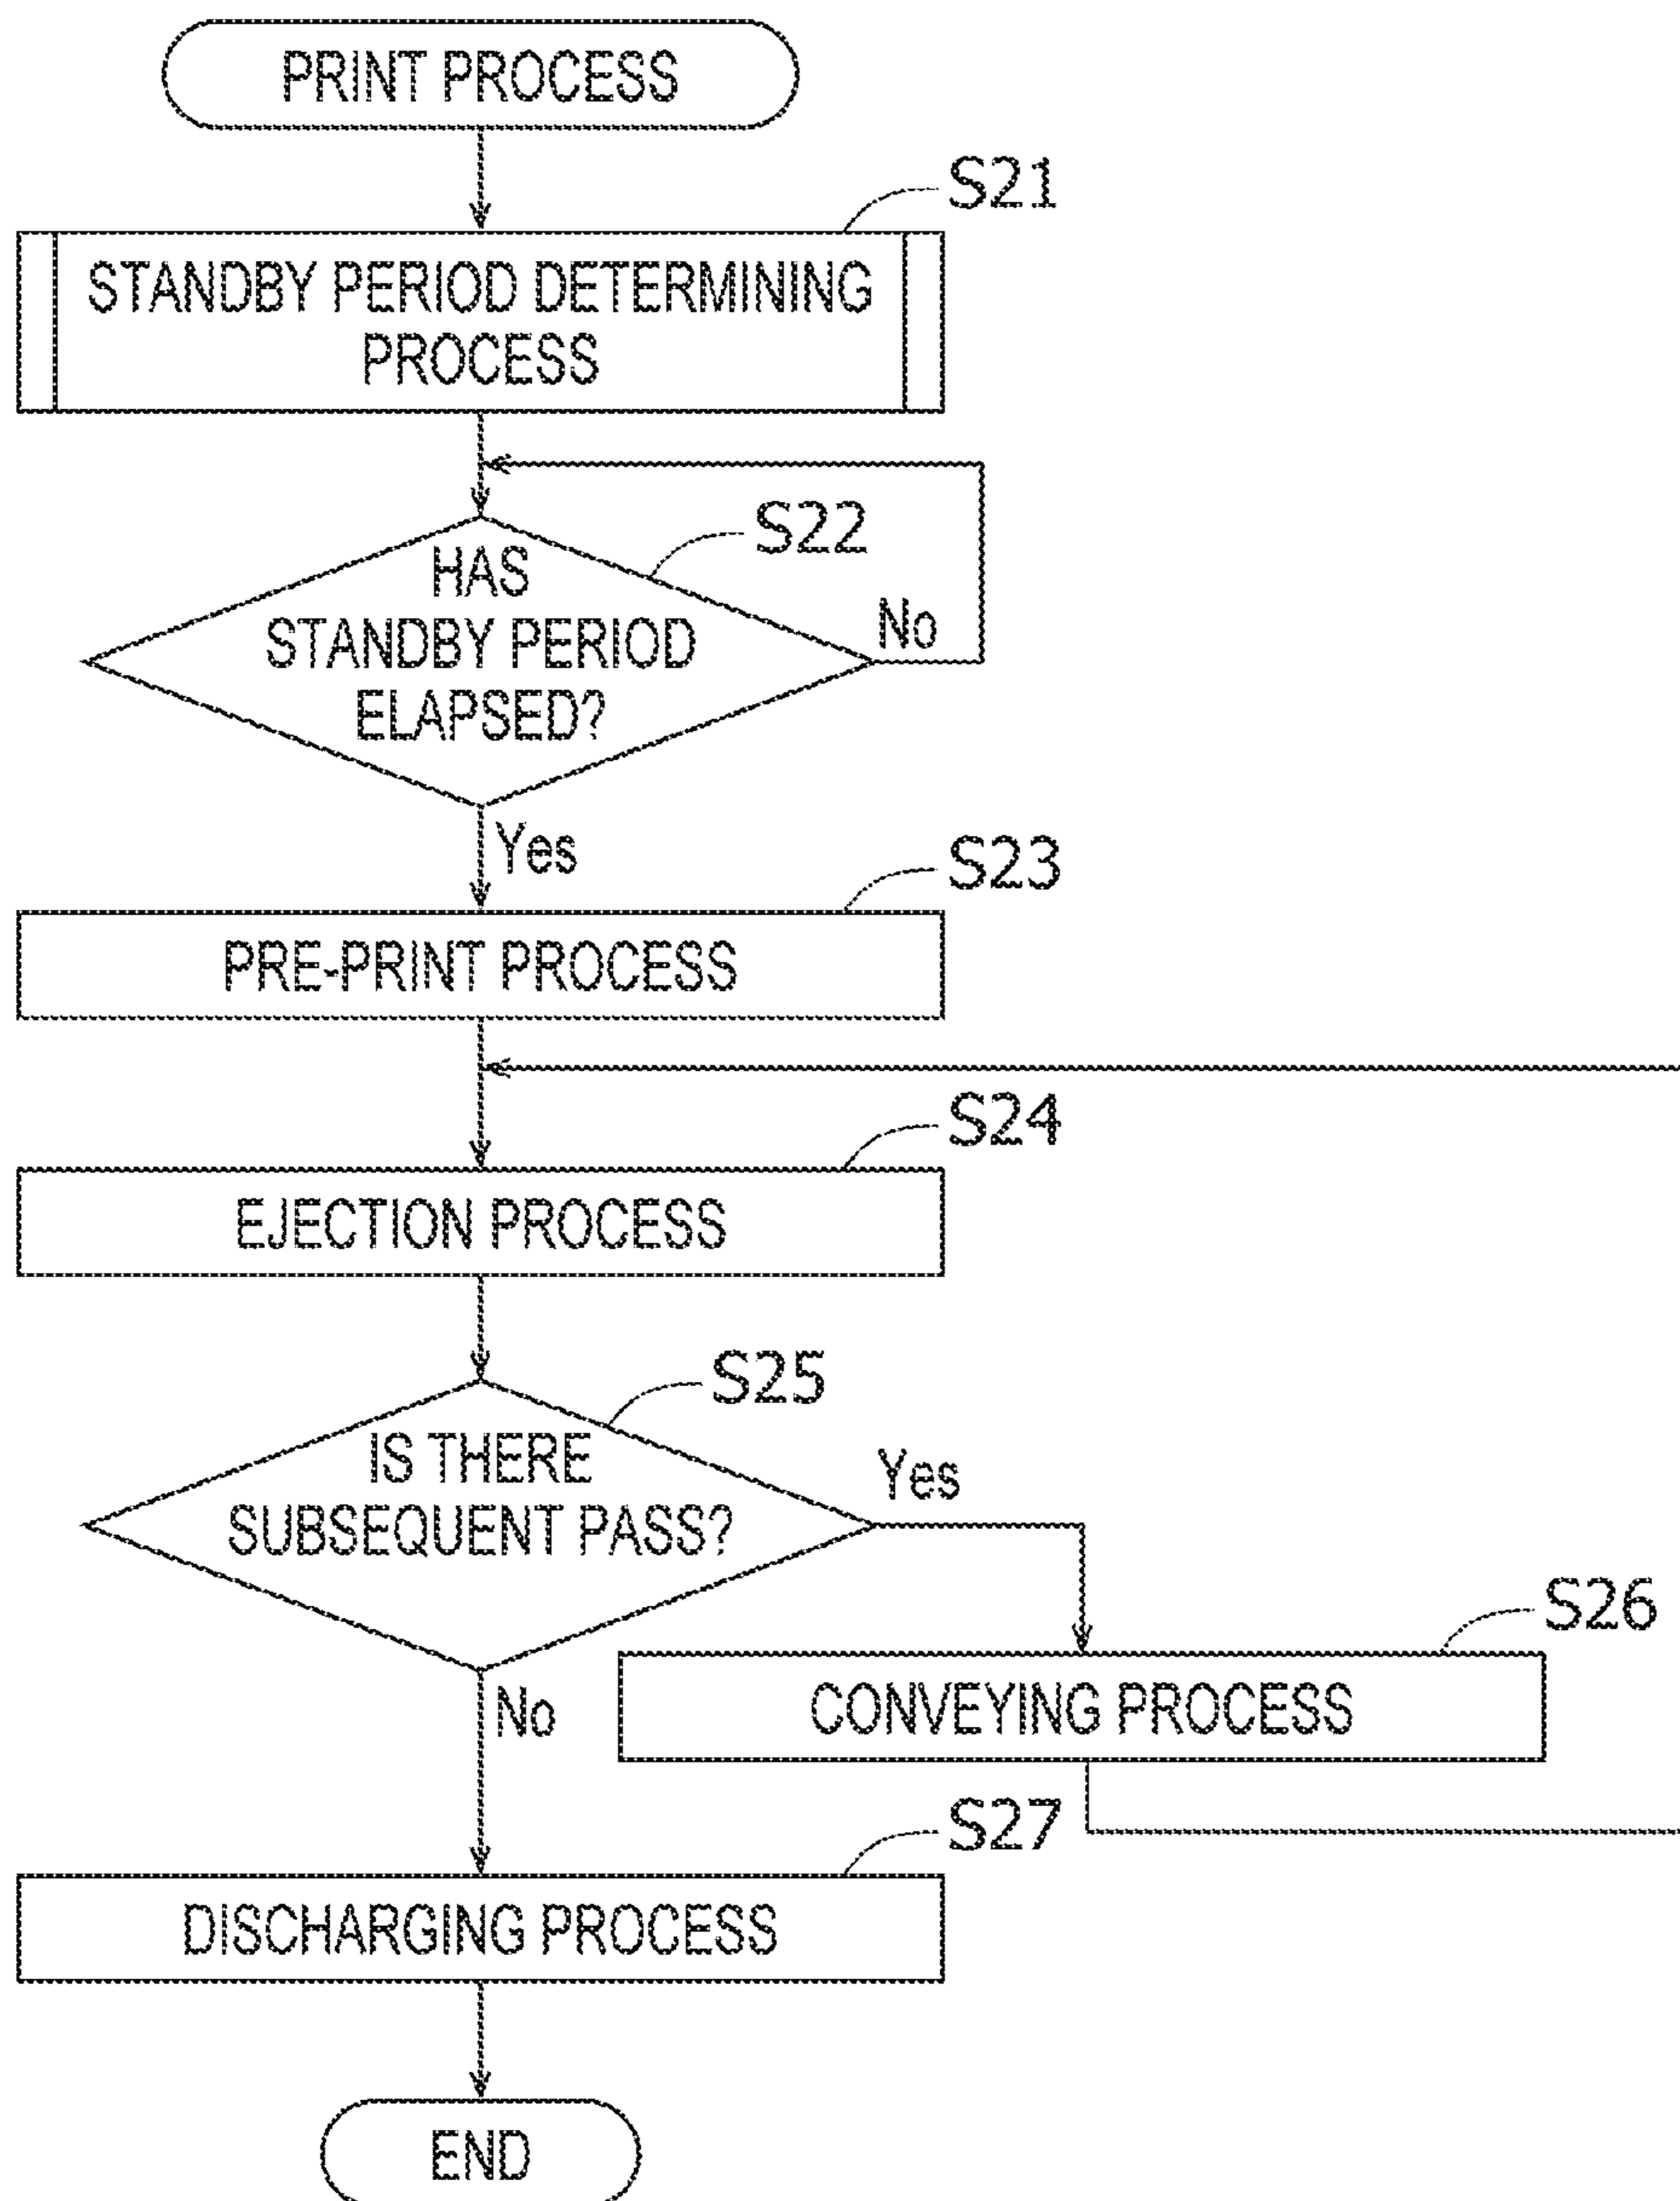 PRINT PROCESS
S21
STANDBY PERIOD DETERMINING
PROCESS
S22
HAS
STANDBY PERIOD
ELAPSED?
No
Yes
S23
PRE-PRINT PROCESS
S24
EJECTION PROCESS
S25
IS THERE
SUBSEQUENT PASS?
Yes
No
S26
CONVEYING PROCESS
S27
DISCHARGING PROCESS
END